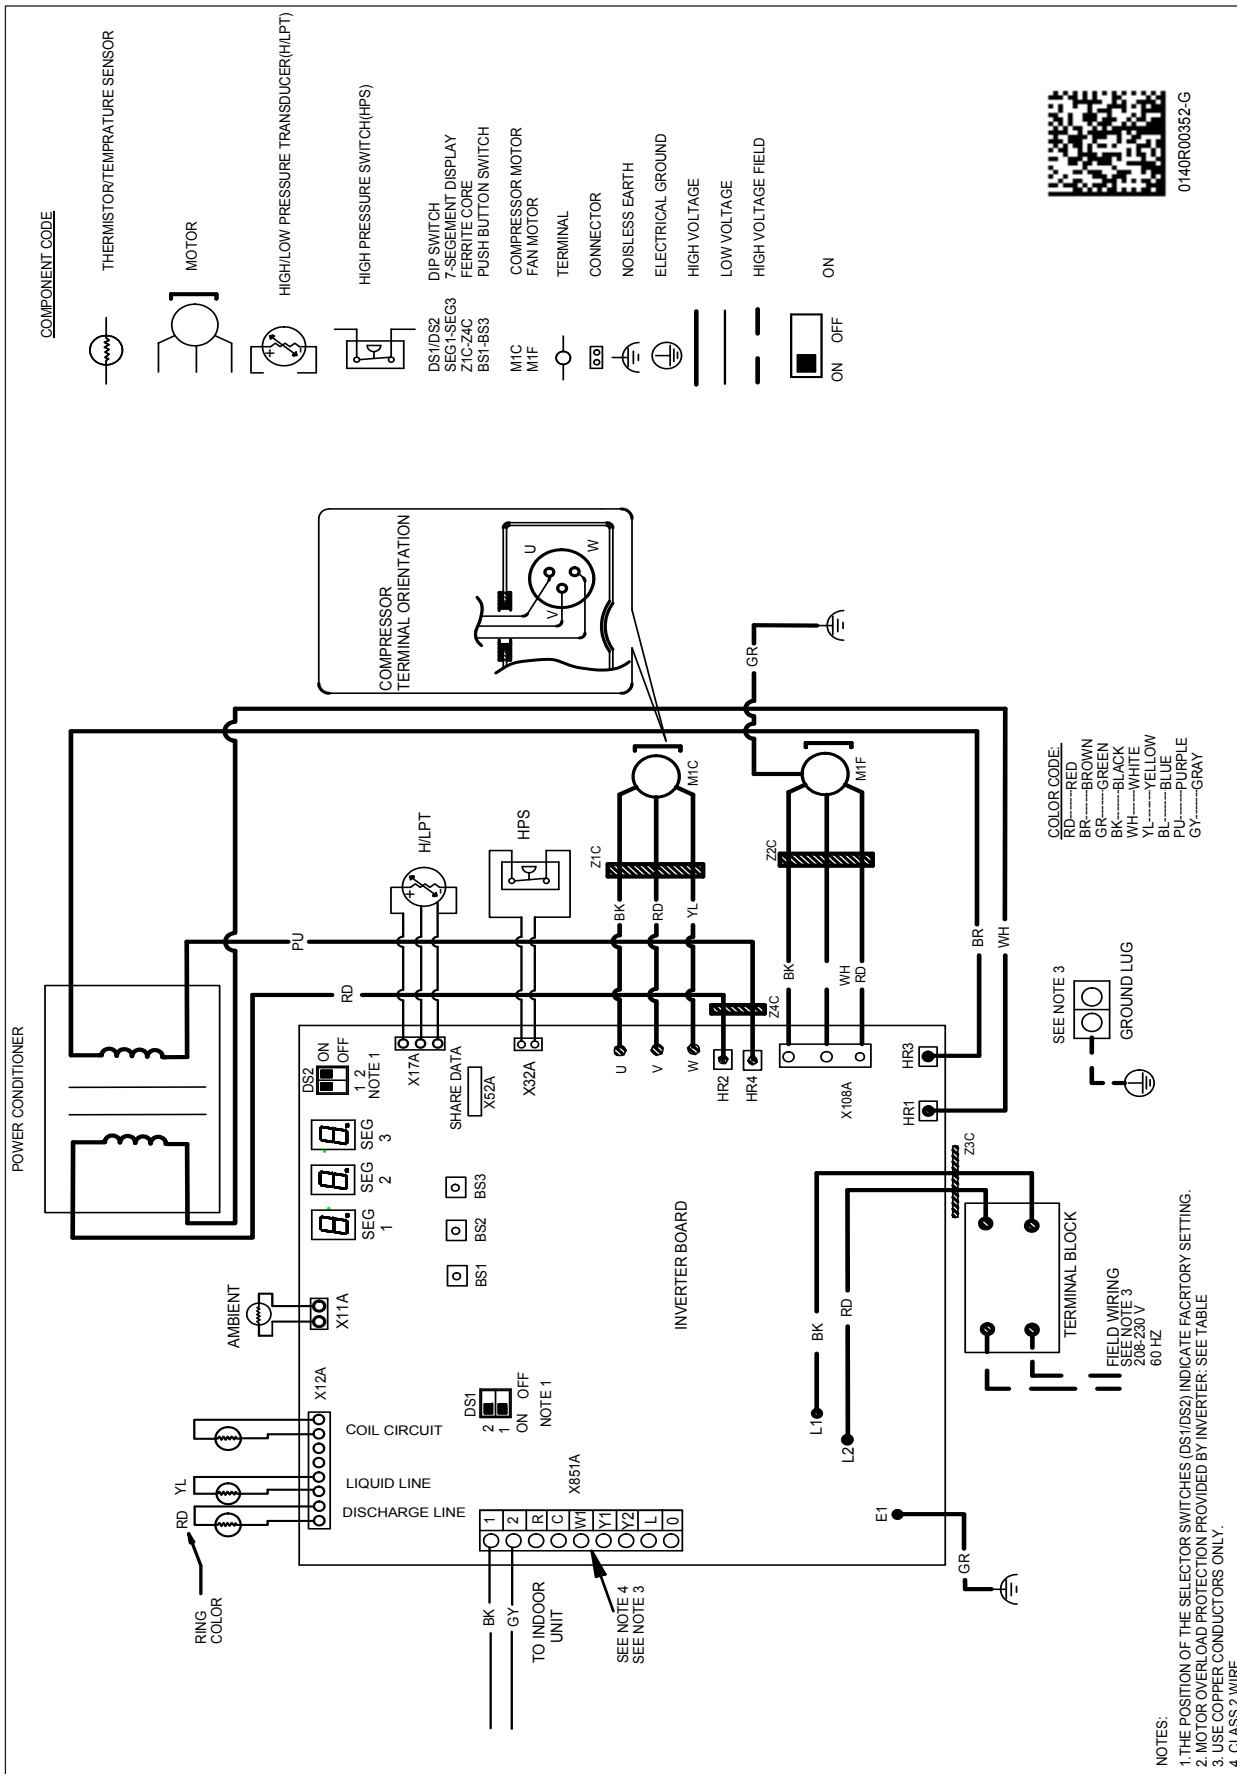 COMPONENT CODE
THERMISTOR/TEMPRATURE SENSOR
MOTOR
HIGH/LOW PRESSURE TRANSDUCER(H/LPT)
HIGH PRESSURE SWITCH(HPS)
DS1/DS2 DIP SWITCH
SEG1-SEG3 7-SEGEMENT DISPLAY
Z1C-Z4C FERRITE CORE
BS1-BS3 PUSH BUTTON SWITCH
M1C COMPRESSOR MOTOR
M1F FAN MOTOR
TERMINAL
CONNECTOR
NOISLESS EARTH
ELECTRICAL GROUND
HIGH VOLTAGE
LOW VOLTAGE
HIGH VOLTAGE FIELD
ON OFF
ON
0140R00352-G
POWER CONDITIONER
COMPRESSOR
TERMINAL ORIENTATION
U
V
W
RING
COLOR
RD
YL
AMBIENT
X12A
X11A
COIL CIRCUIT
LIQUID LINE
DISCHARGE LINE
SEG
1
SEG
2
SEG
3
DS2
ON
OFF
1 2
NOTE 1
RD
PU
X17A
H/LPT
SHARE DATA
X52A
X32A
HPS
BS1
BS2
BS3
DS1
2
1
ON OFF
NOTE 1
X851A
1
2
R
C
W1
Y1
Y2
L
0
BK
GY
TO INDOOR
UNIT
SEE NOTE 4
SEE NOTE 3
INVERTER BOARD
U
V
W
BK
RD
YL
Z1C
M1C
HR2
HR4
Z4C
X108A
BK
WH
RD
Z2C
M1F
GR
HR1
HR3
BR
WH
L1
L2
BK
RD
Z3C
E1
GR
TERMINAL BLOCK
FIELD WIRING
SEE NOTE 3
208-230 V
60 HZ
SEE NOTE 3
GROUND LUG
COLOR CODE:
RD-----RED
BR------BROWN
GR-----GREEN
BK------BLACK
WH-----WHITE
YL------YELLOW
BL------BLUE
PU------PURPLE
GY------GRAY
NOTES:
1.THE POSITION OF THE SELECTOR SWITCHES (DS1/DS2) INDICATE FACRTORY SETTING.
2. MOTOR OVERLOAD PROTECTION PROVIDED BY INVERTER: SEE TABLE
3. USE COPPER CONDUCTORS ONLY.
4. CLASS 2 WIRE